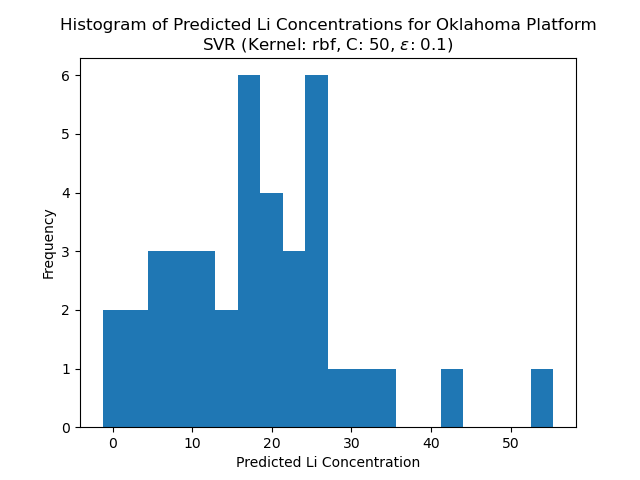 Histogram of Predicted Li Concentrations for Oklahoma Platform
SVR (Kernel: rbf, C: 50, ε: 0.1)
6
5
4
3
2
1
0
Frequency
0 10 20 30 40 50
Predicted Li Concentration